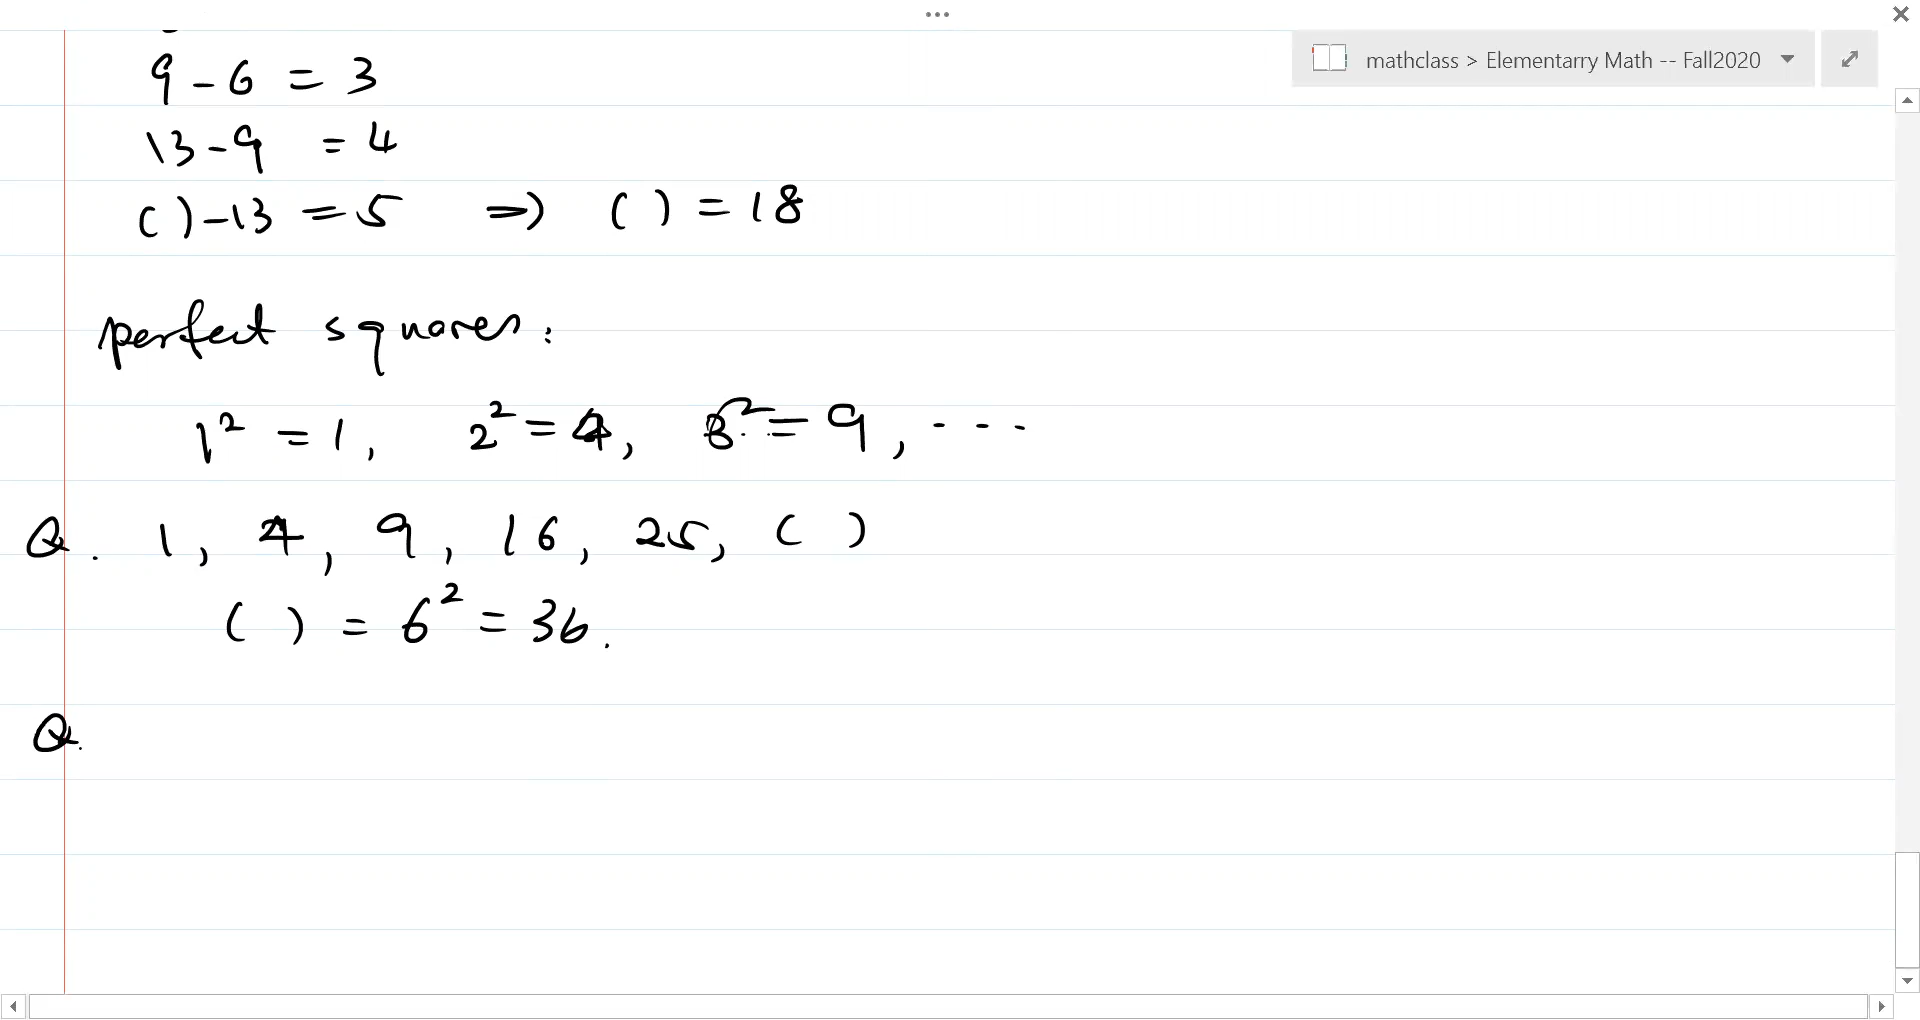 mathclass > Elementarry Math -- Fall2020
9 - 6 = 3
13 - 9 = 4
( ) - 13 = 5 ⇒ ( ) = 18
perfect squares:
1² = 1, 2² = 4, 3² = 9, ...
Q. 1, 4, 9, 16, 25, ( )
( ) = 6² = 36.
Q.